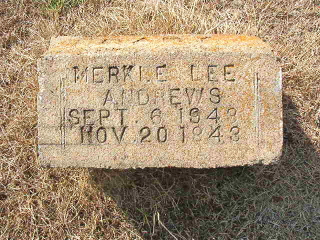 MERKLE LEE
ANDREWS
SEPT. 6 1943
NOV. 20 1943